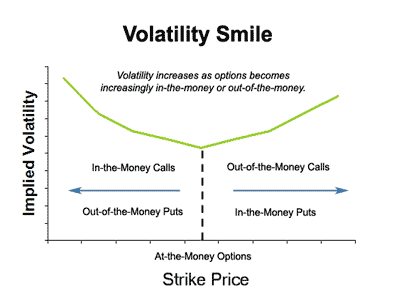 Volatility Smile
Volatility increases as options becomes
increasingly in-the-money or out-of-the-money.
Implied Volatility
In-the-Money Calls
Out-of-the-Money Calls
Out-of-the-Money Puts
In-the-Money Puts
At-the-Money Options
Strike Price